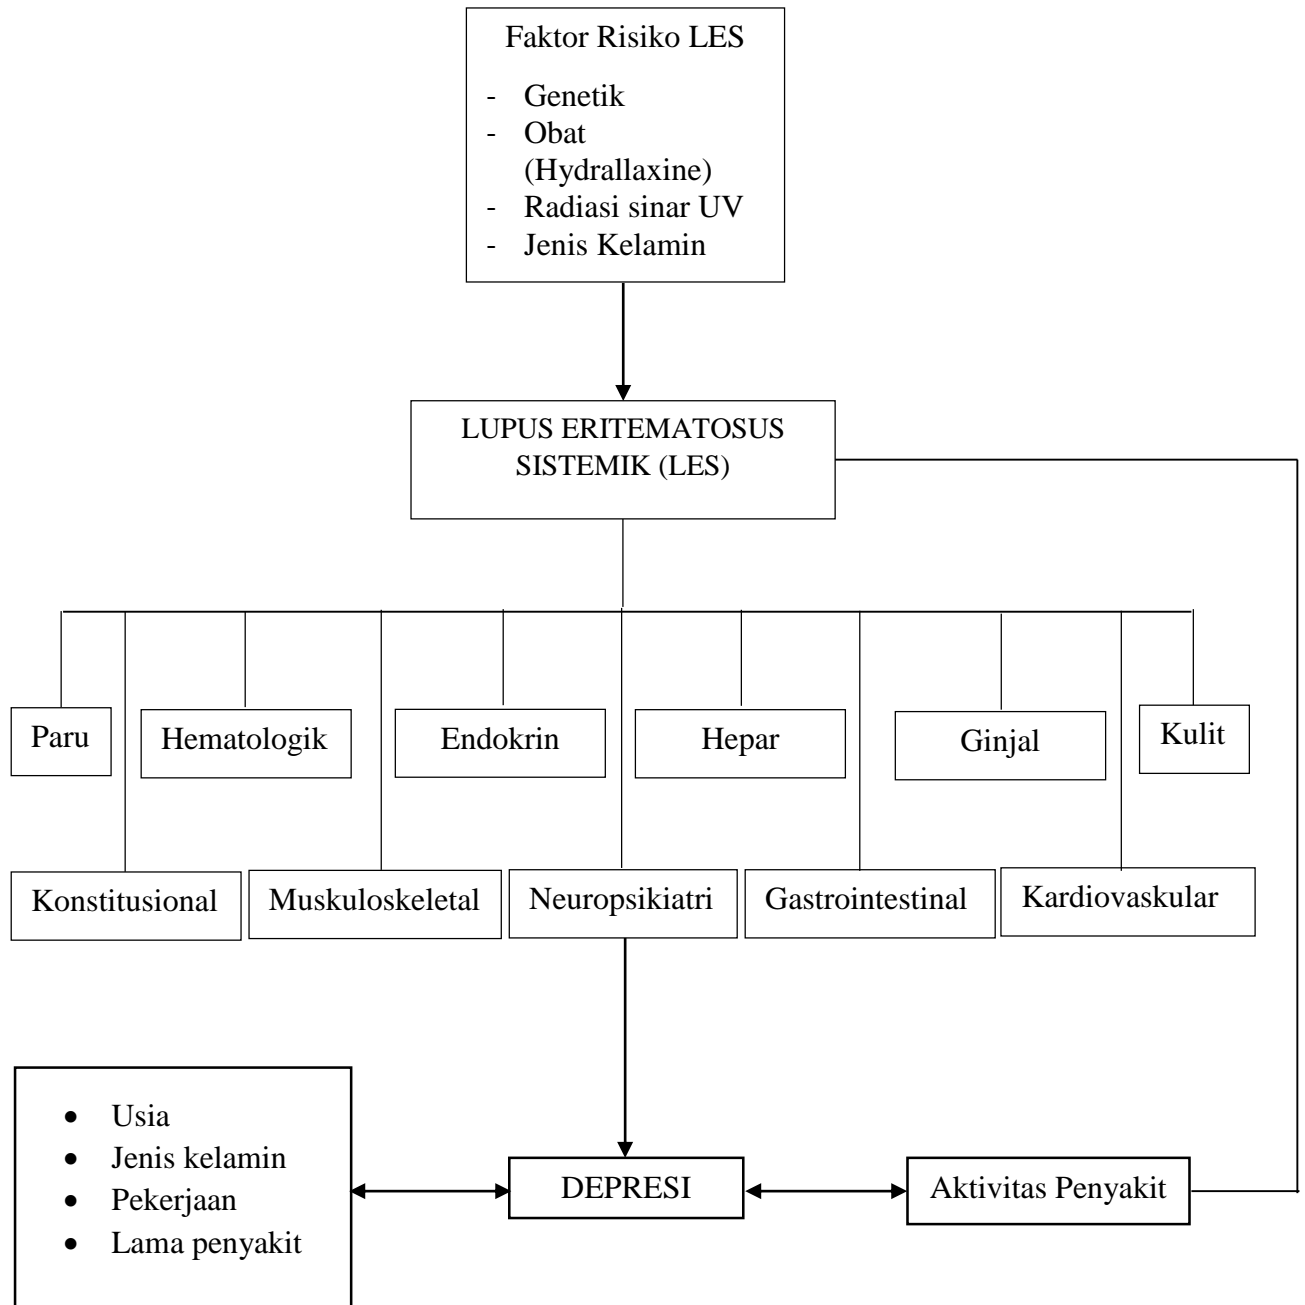 Faktor Risiko LES
- Genetik
- Obat
(Hydrallaxine)
- Radiasi sinar UV
- Jenis Kelamin
LUPUS ERITEMATOSUS
SISTEMIK (LES)
Paru
Hematologik
Endokrin
Hepar
Ginjal
Kulit
Konstitusional
Muskuloskeletal
Neuropsikiatri
Gastrointestinal
Kardiovaskular
• Usia
• Jenis kelamin
• Pekerjaan
• Lama penyakit
DEPRESI
Aktivitas Penyakit